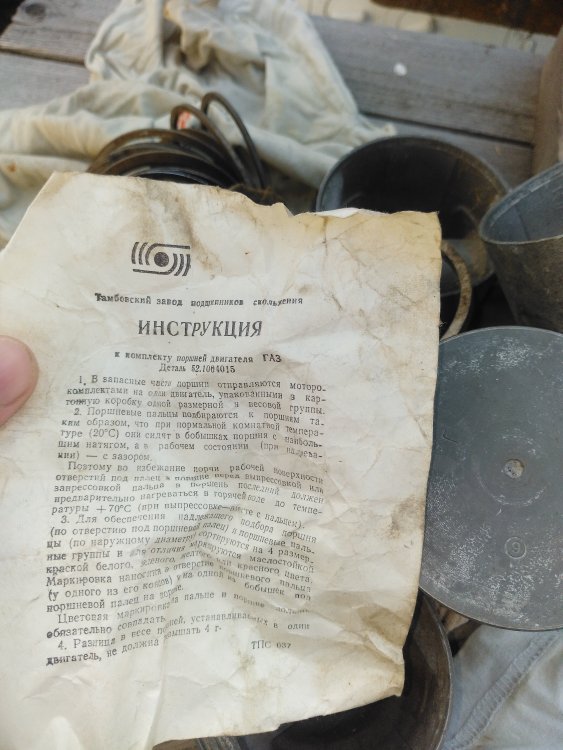 Тамбовский завод подшипников скольжения
ИНСТРУКЦИЯ
к комплекту поршней двигателя ГАЗ
Деталь 52.1004015
1. В запасные части поршни отправляются моторо-
комплектами на один двигатель, упакованными в кар-
тонную коробку одной размерной и весовой группы.
2. Поршневые пальцы подбираются к поршням та-
ким образом, что при нормальной комнатной темпера-
туре (20°С) они сидят в бобышках поршня с наиболь-
шим натягом, а в рабочем состоянии (при нагрева-
нии) — с зазором.
Поэтому во избежание порчи рабочей поверхности
отверстий под палец в поршне перед выпрессовкой или
запрессовкой пальца в поршень последний должен
предварительно нагреваться в горячей воде до темпе-
ратуры +70°С (при выпрессовке—вместе с пальцем).
3. Для обеспечения надлежащего подбора поршня
(по отверстию под поршневой палец) и поршневые паль-
цы (по наружному диаметру) сортируются на 4 размер-
ные группы и для отличия маркируются маслостойкой
краской белого, зеленого, желтого или красного цвета.
Маркировка наносится в отверстие поршневого пальца
(у одного из его концов) и на одной из бобышек под
поршневой палец на поршне.
Цветовая маркировка на пальце и поршне должна
обязательно совпадать.
4. Разница в весе поршней, устанавливаемых в один
двигатель, не должна превышать 4 г.
ТПС 037